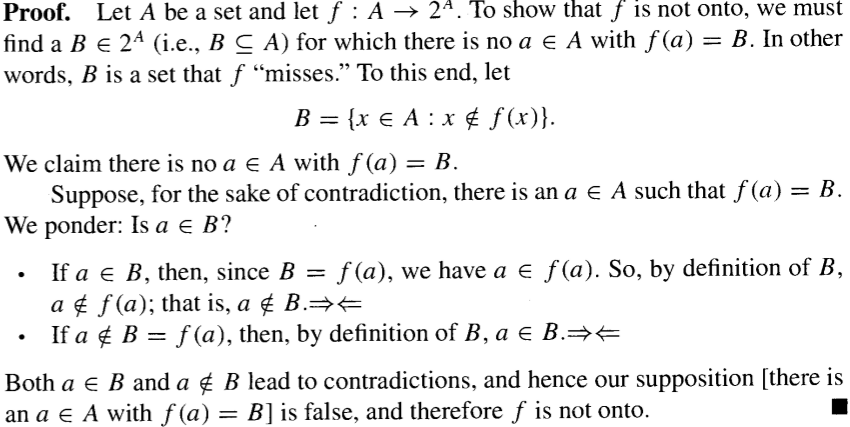 Proof. Let A be a set and let f : A → 2^A. To show that f is not onto, we must
find a B ∈ 2^A (i.e., B ⊆ A) for which there is no a ∈ A with f(a) = B. In other
words, B is a set that f “misses.” To this end, let
B = {x ∈ A : x ∉ f(x)}.
We claim there is no a ∈ A with f(a) = B.
Suppose, for the sake of contradiction, there is an a ∈ A such that f(a) = B.
We ponder: Is a ∈ B?
• If a ∈ B, then, since B = f(a), we have a ∈ f(a). So, by definition of B,
a ∉ f(a); that is, a ∉ B.⇒⇐
• If a ∉ B = f(a), then, by definition of B, a ∈ B.⇒⇐
Both a ∈ B and a ∉ B lead to contradictions, and hence our supposition [there is
an a ∈ A with f(a) = B] is false, and therefore f is not onto. ■